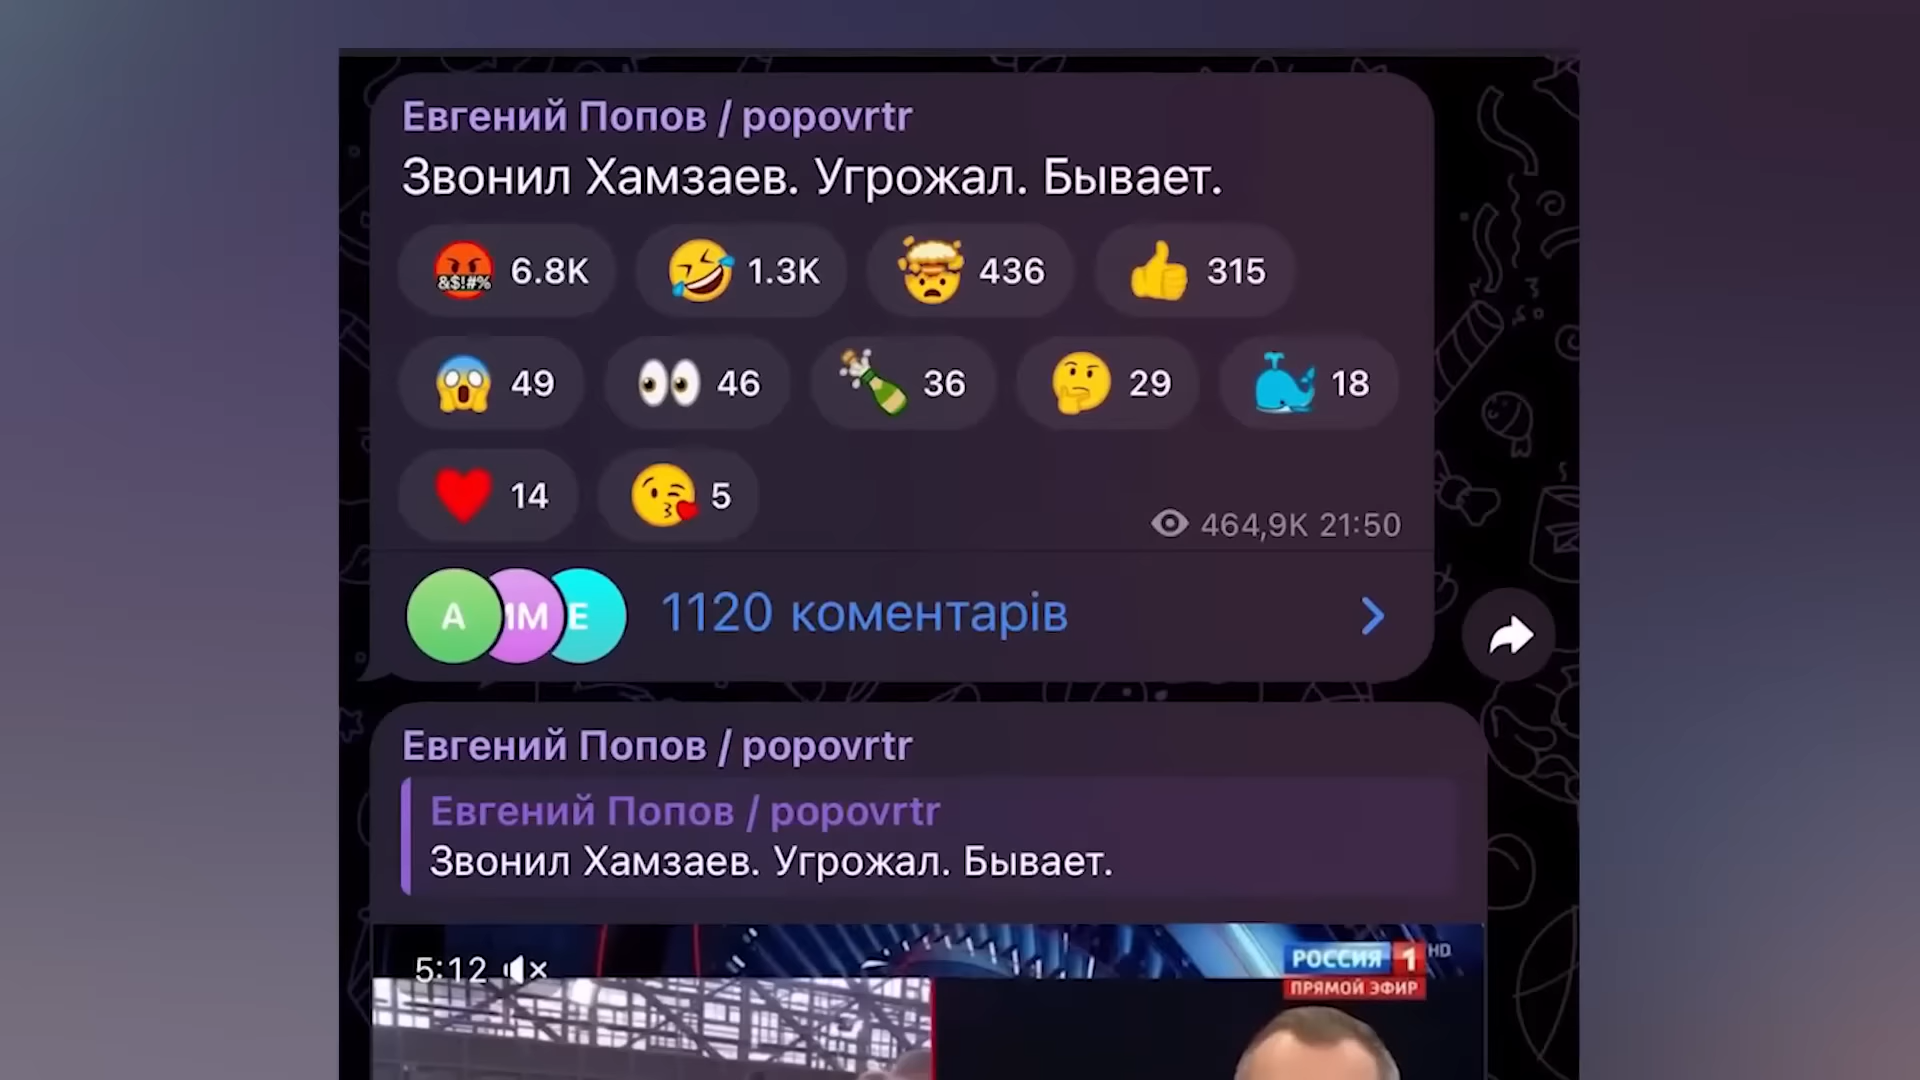 Евгений Попов / popovrtr
Звонил Хамзаев. Угрожал. Бывает.
&$!#% 6.8K 1.3K 436 315
49 46 36 29 18
14 5
464,9K 21:50
А ММ Е 1120 коментарів
Евгений Попов / popovrtr
Евгений Попов / popovrtr
Звонил Хамзаев. Угрожал. Бывает.
5:12
РОССИЯ 1 HD
ПРЯМОЙ ЭФИР